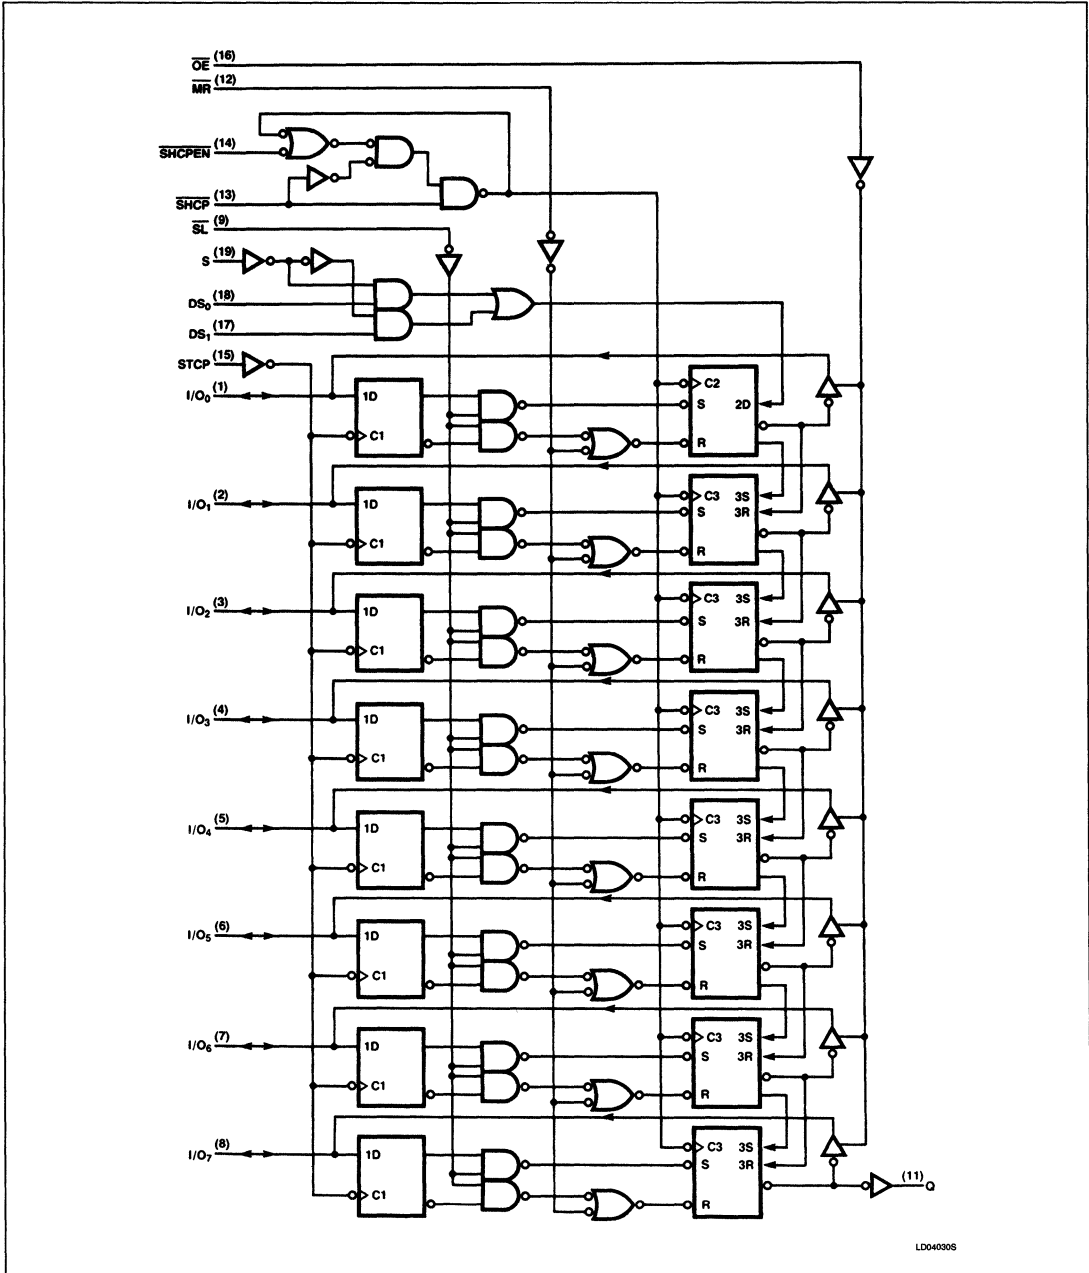 OE (16)
MR (12)
SHCPEN (14)
SHCP (13)
SL (9)
S (19)
DS0 (18)
DS1 (17)
STCP (15)
I/O0 (1)
1D
C1
C2
S
2D
R
I/O1 (2)
1D
C1
C3
3S
S
3R
R
I/O2 (3)
1D
C1
C3
3S
S
3R
R
I/O3 (4)
1D
C1
C3
3S
S
3R
R
I/O4 (5)
1D
C1
C3
3S
S
3R
R
I/O5 (6)
1D
C1
C3
3S
S
3R
R
I/O6 (7)
1D
C1
C3
3S
S
3R
R
I/O7 (8)
1D
C1
C3
3S
S
3R
R
(11) Q
LD04030S